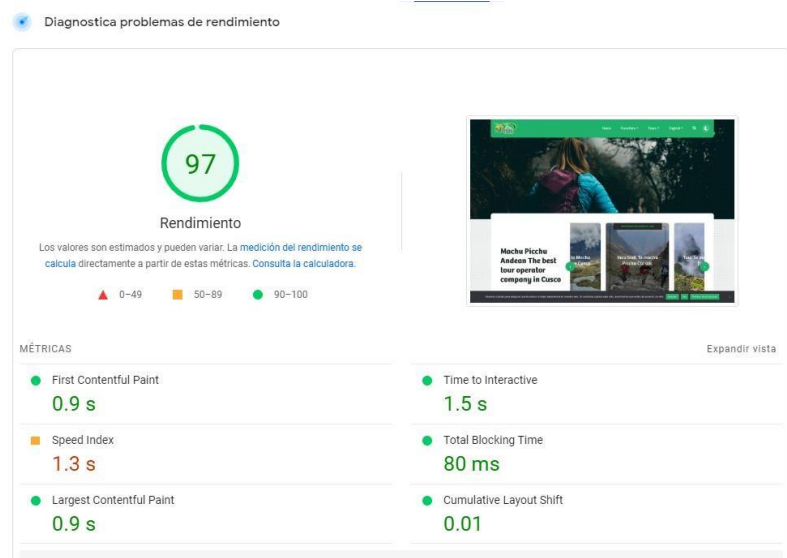 Diagnostica problemas de rendimiento
97
Rendimiento
Los valores son estimados y pueden variar. La medición del rendimiento se
calcula directamente a partir de estas métricas. Consulta la calculadora.
0–49
50–89
90–100
Machu Picchu
Andean The best
tour operator
company in Cusco
MÉTRICAS
Expandir vista
First Contentful Paint
0.9 s
Time to Interactive
1.5 s
Speed Index
1.3 s
Total Blocking Time
80 ms
Largest Contentful Paint
0.9 s
Cumulative Layout Shift
0.01